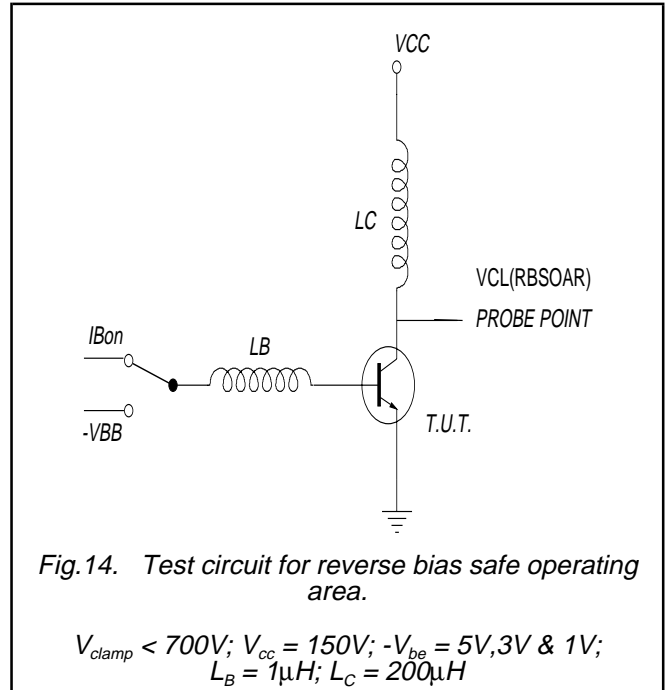 VCC
LC
VCL(RBSOAR)
PROBE POINT
IBon
LB
-VBB
T.U.T.
Fig.14. Test circuit for reverse bias safe operating
area.
Vclamp < 700V; Vcc = 150V; -Vbe = 5V,3V & 1V;
LB = 1μH; LC = 200μH